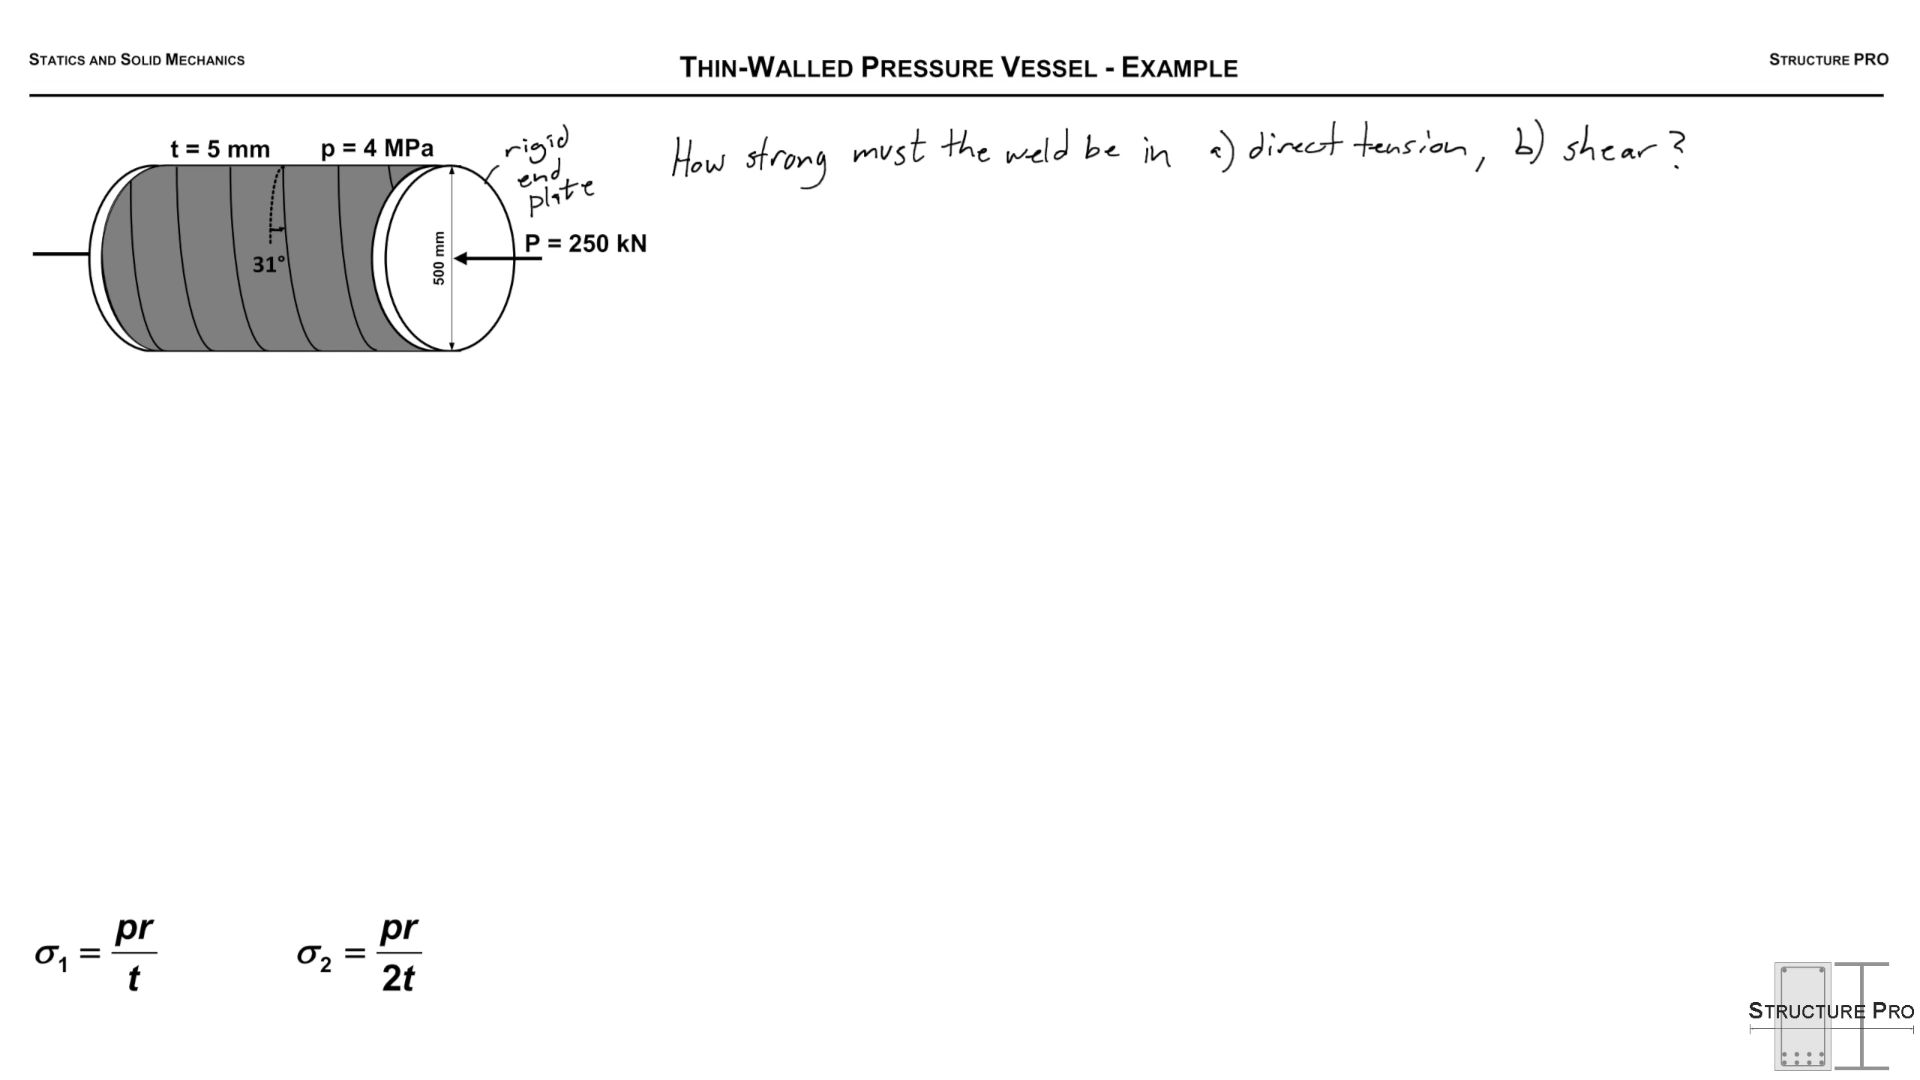 STATICS AND SOLID MECHANICS
THIN-WALLED PRESSURE VESSEL - EXAMPLE
STRUCTURE PRO
t = 5 mm
p = 4 MPa
rigid
end
plate
How strong must the weld be in a) direct tension, b) shear?
P = 250 kN
500 mm
31°
σ1 = pr/t
σ2 = pr/2t
STRUCTURE PRO